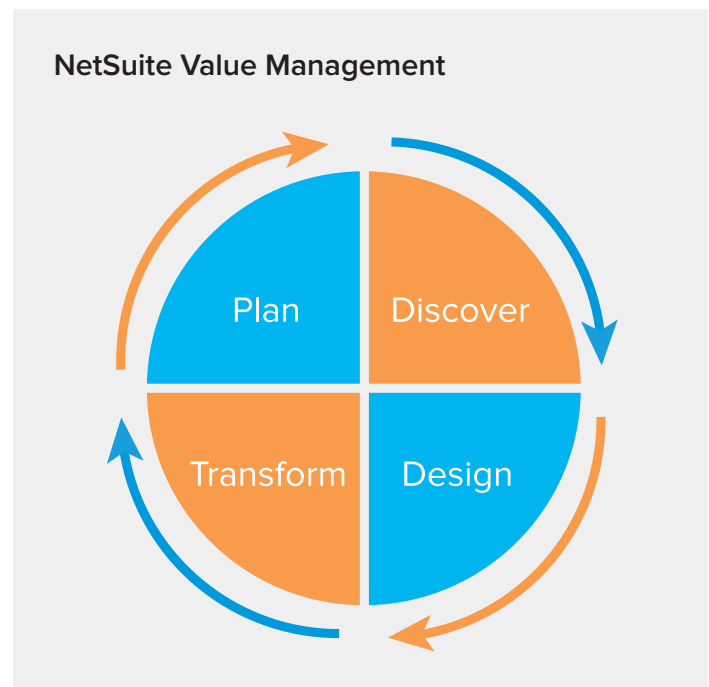 NetSuite Value Management
Plan
Discover
Transform
Design